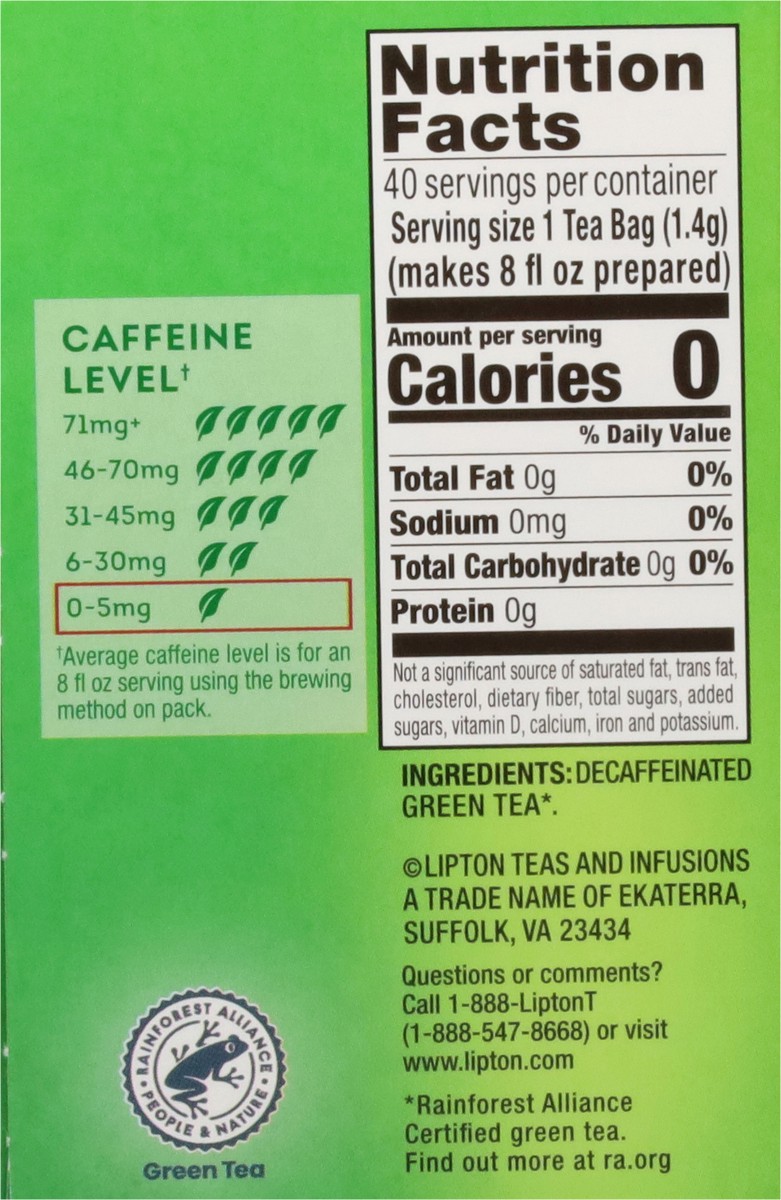 Nutrition
Facts
40 servings per container
Serving size 1 Tea Bag (1.4g)
(makes 8 fl oz prepared)
Amount per serving
Calories 0
% Daily Value
Total Fat 0g 0%
Sodium 0mg 0%
Total Carbohydrate 0g 0%
Protein 0g
Not a significant source of saturated fat, trans fat,
cholesterol, dietary fiber, total sugars, added
sugars, vitamin D, calcium, iron and potassium.
CAFFEINE
LEVEL†
71mg+
46-70mg
31-45mg
6-30mg
0-5mg
†Average caffeine level is for an
8 fl oz serving using the brewing
method on pack.
INGREDIENTS: DECAFFEINATED
GREEN TEA*.
©LIPTON TEAS AND INFUSIONS
A TRADE NAME OF EKATERRA,
SUFFOLK, VA 23434
Questions or comments?
Call 1-888-LiptonT
(1-888-547-8668) or visit
www.lipton.com
*Rainforest Alliance
Certified green tea.
Find out more at ra.org
RAINFOREST ALLIANCE
PEOPLE & NATURE
Green Tea